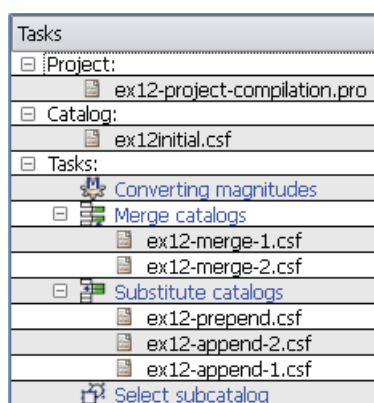 Tasks
Project:
ex12-project-compilation.pro
Catalog:
ex12initial.csf
Tasks:
Converting magnitudes
Merge catalogs
ex12-merge-1.csf
ex12-merge-2.csf
Substitute catalogs
ex12-prepend.csf
ex12-append-2.csf
ex12-append-1.csf
Select subcatalog